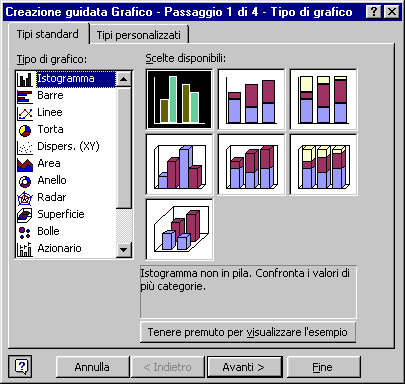 Creazione guidata Grafico - Passaggio 1 di 4 - Tipo di grafico
Tipi standard
Tipi personalizzati
Tipo di grafico:
Scelte disponibili:
Istogramma
Barre
Linee
Torta
Dispers. (XY)
Area
Anello
Radar
Superficie
Bolle
Azionario
Istogramma non in pila. Confronta i valori di
più categorie.
Tenere premuto per visualizzare l'esempio
Annulla
< Indietro
Avanti >
Fine